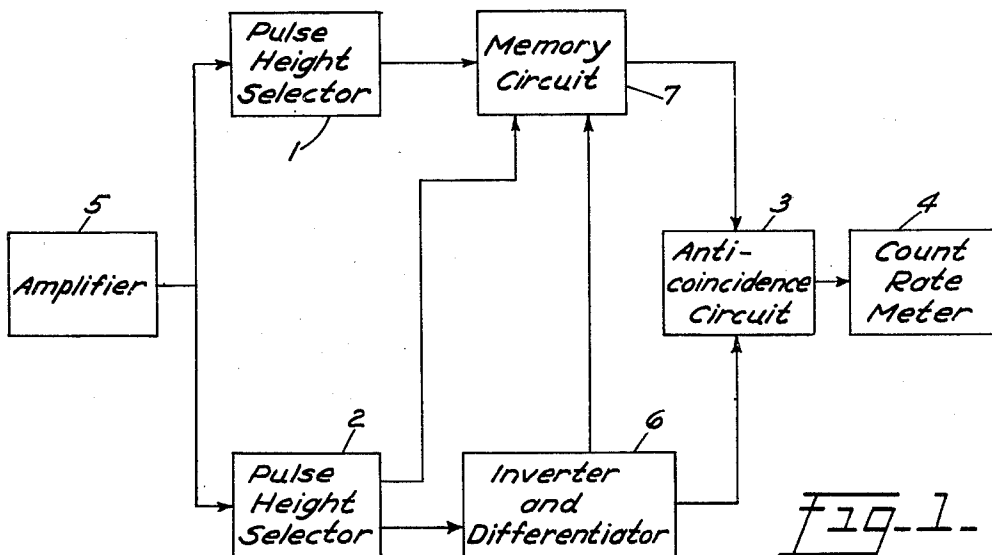 Pulse
Height
Selector
1
Memory
Circuit
7
5
Amplifier
3
Anti-
coincidence
Circuit
4
Count
Rate
Meter
2
Pulse
Height
Selector
6
Inverter
and
Differentiator
Fig-1-